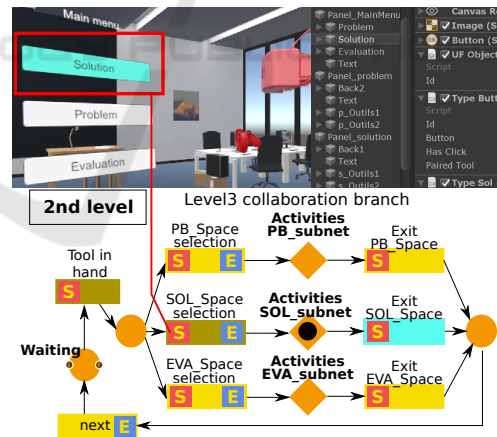 Main menu
Solution
Problem
Evaluation
Panel_MainMenu
Problem
Solution
Evaluation
Text
Panel_problem
Back2
Text
p_Outils1
p_Outils2
Panel_solution
Back1
Text
s_Outils1
s_Outils2
Canvas Re
Image (S
Button (S
UF Object
Script
Id
Type Butt
Script
Id
Button
Has Click
Paired Tool
Type Sol
2nd level
Level3 collaboration branch
Tool in
hand
S
Waiting
next E
PB_Space
selection
S E
Activities
PB_subnet
Exit
PB_Space
S
SOL_Space
selection
S E
Activities
SOL_subnet
Exit
SOL_Space
S
EVA_Space
selection
S E
Activities
EVA_subnet
Exit
EVA_Space
S